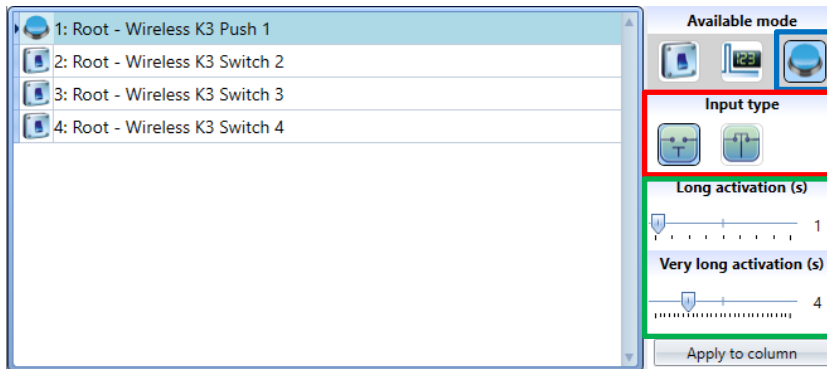 1: Root - Wireless K3 Push 1
2: Root - Wireless K3 Switch 2
3: Root - Wireless K3 Switch 3
4: Root - Wireless K3 Switch 4
Available mode
123
Input type
Long activation (s)
1
Very long activation (s)
4
Apply to column